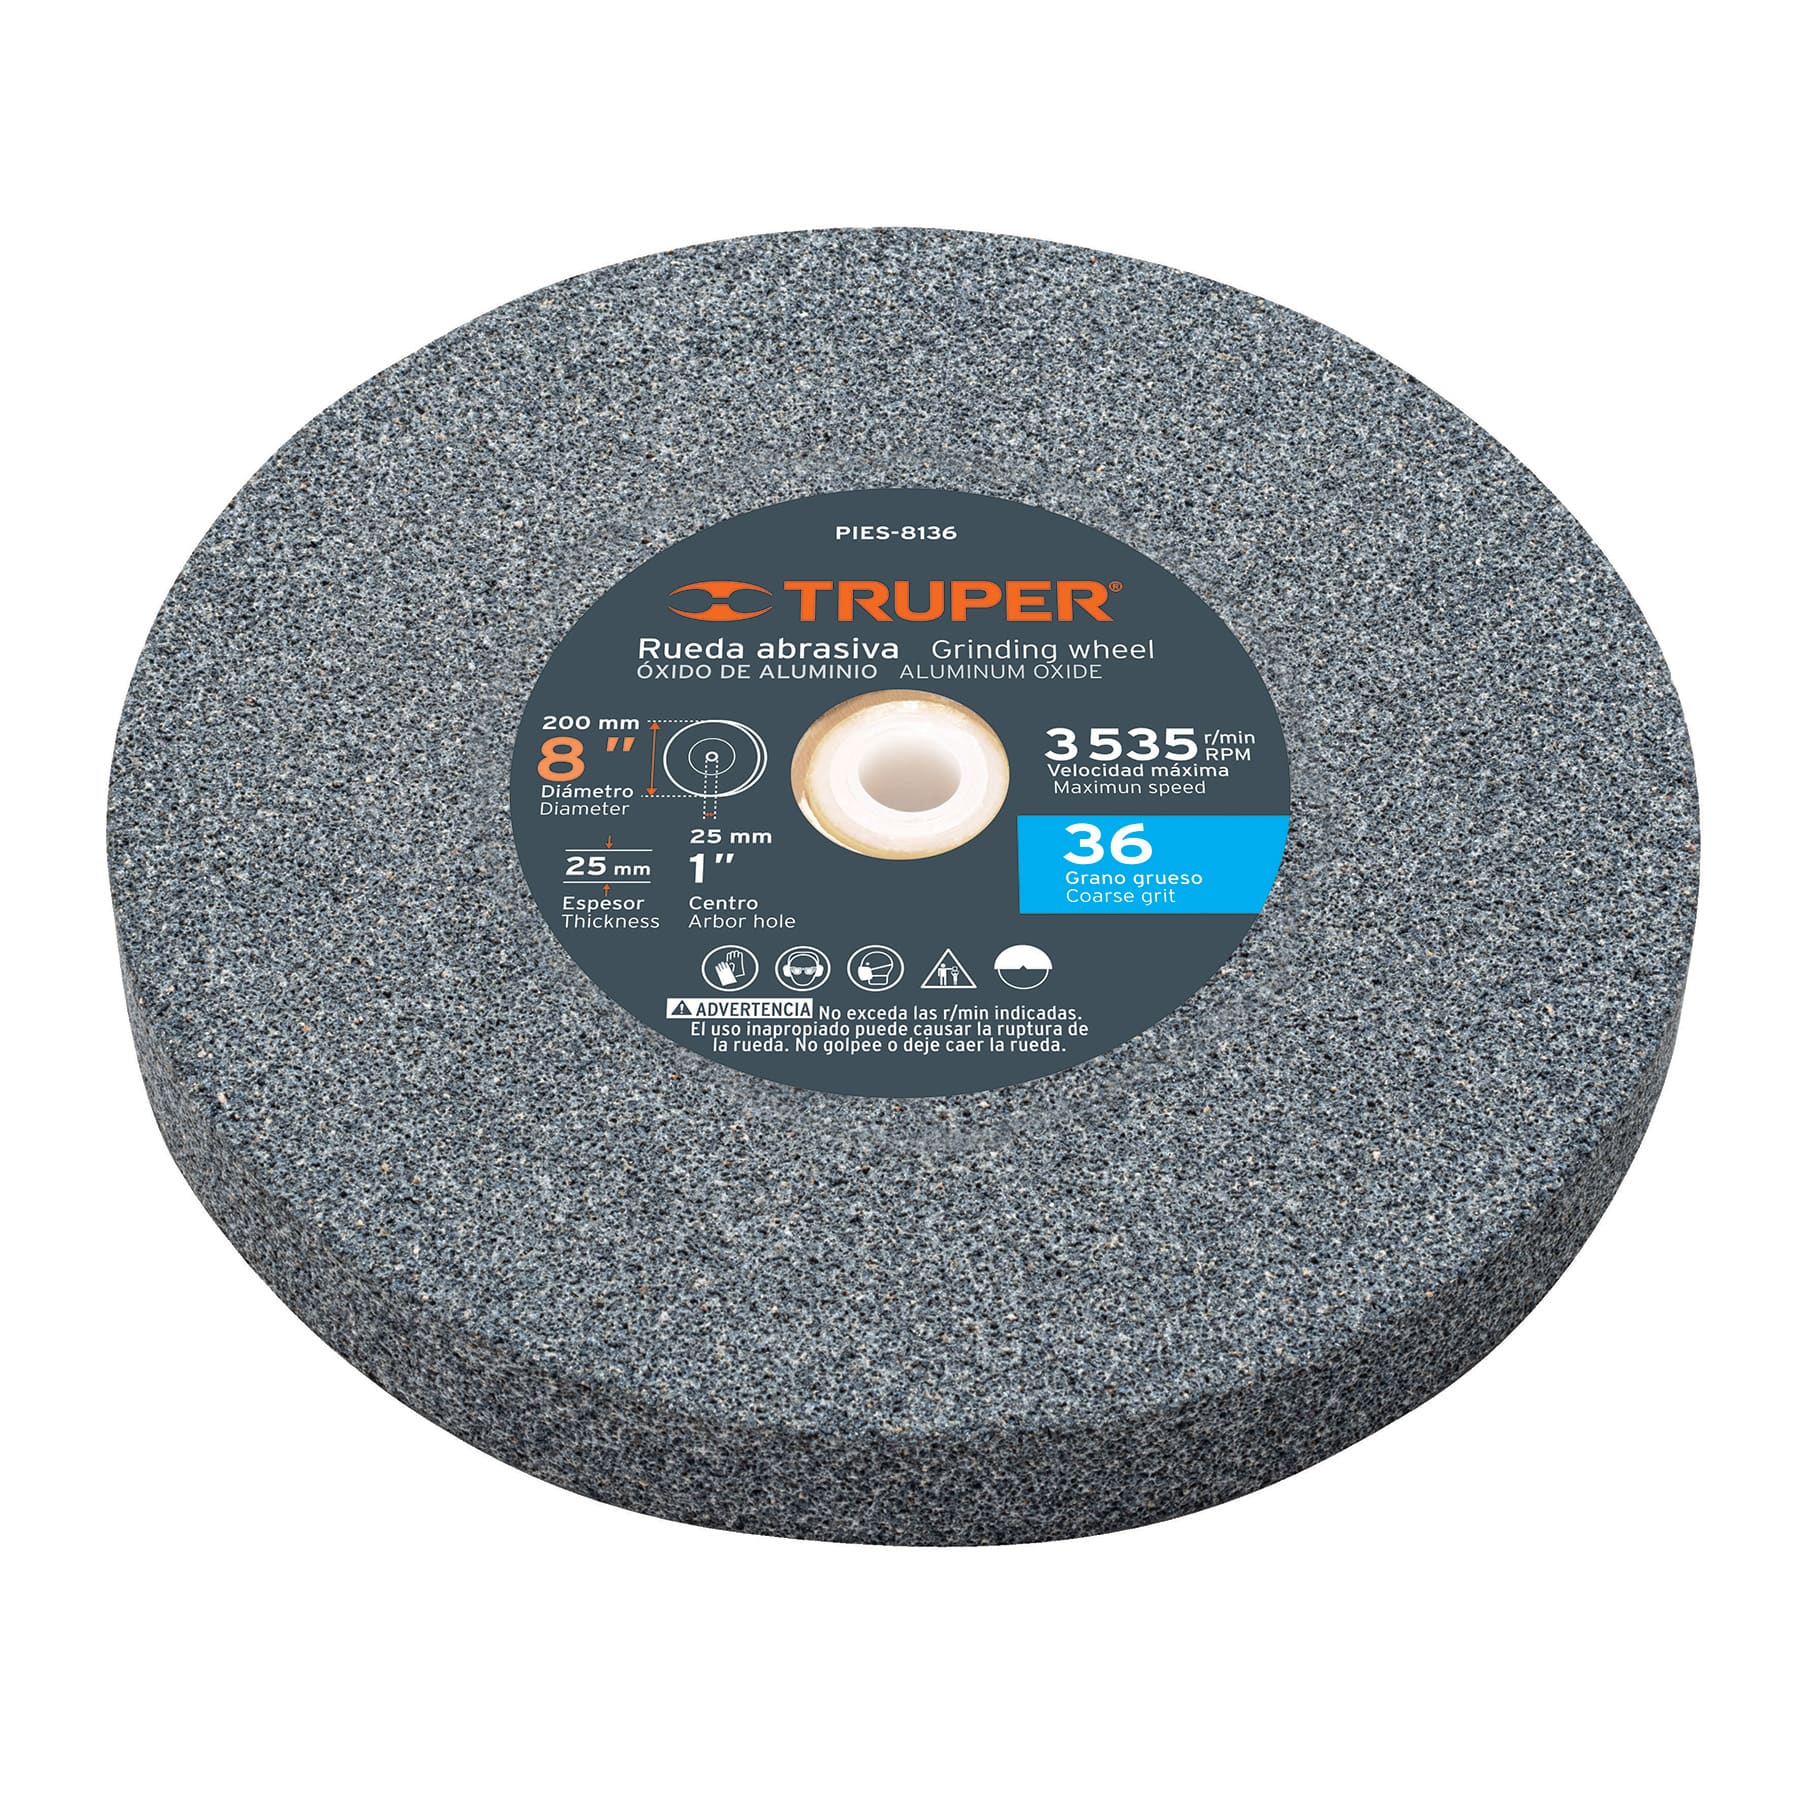 PIES-8136
TRUPER®
Rueda abrasiva Grinding wheel
ÓXIDO DE ALUMINIO ALUMINUM OXIDE
200 mm
8"
Diámetro
Diameter
25 mm
Espesor
Thickness
25 mm
1"
Centro
Arbor hole
3 535 r/min RPM
Velocidad máxima
Maximun speed
36
Grano grueso
Coarse grit
ADVERTENCIA No exceda las r/min indicadas.
El uso inapropiado puede causar la ruptura de
la rueda. No golpee o deje caer la rueda.